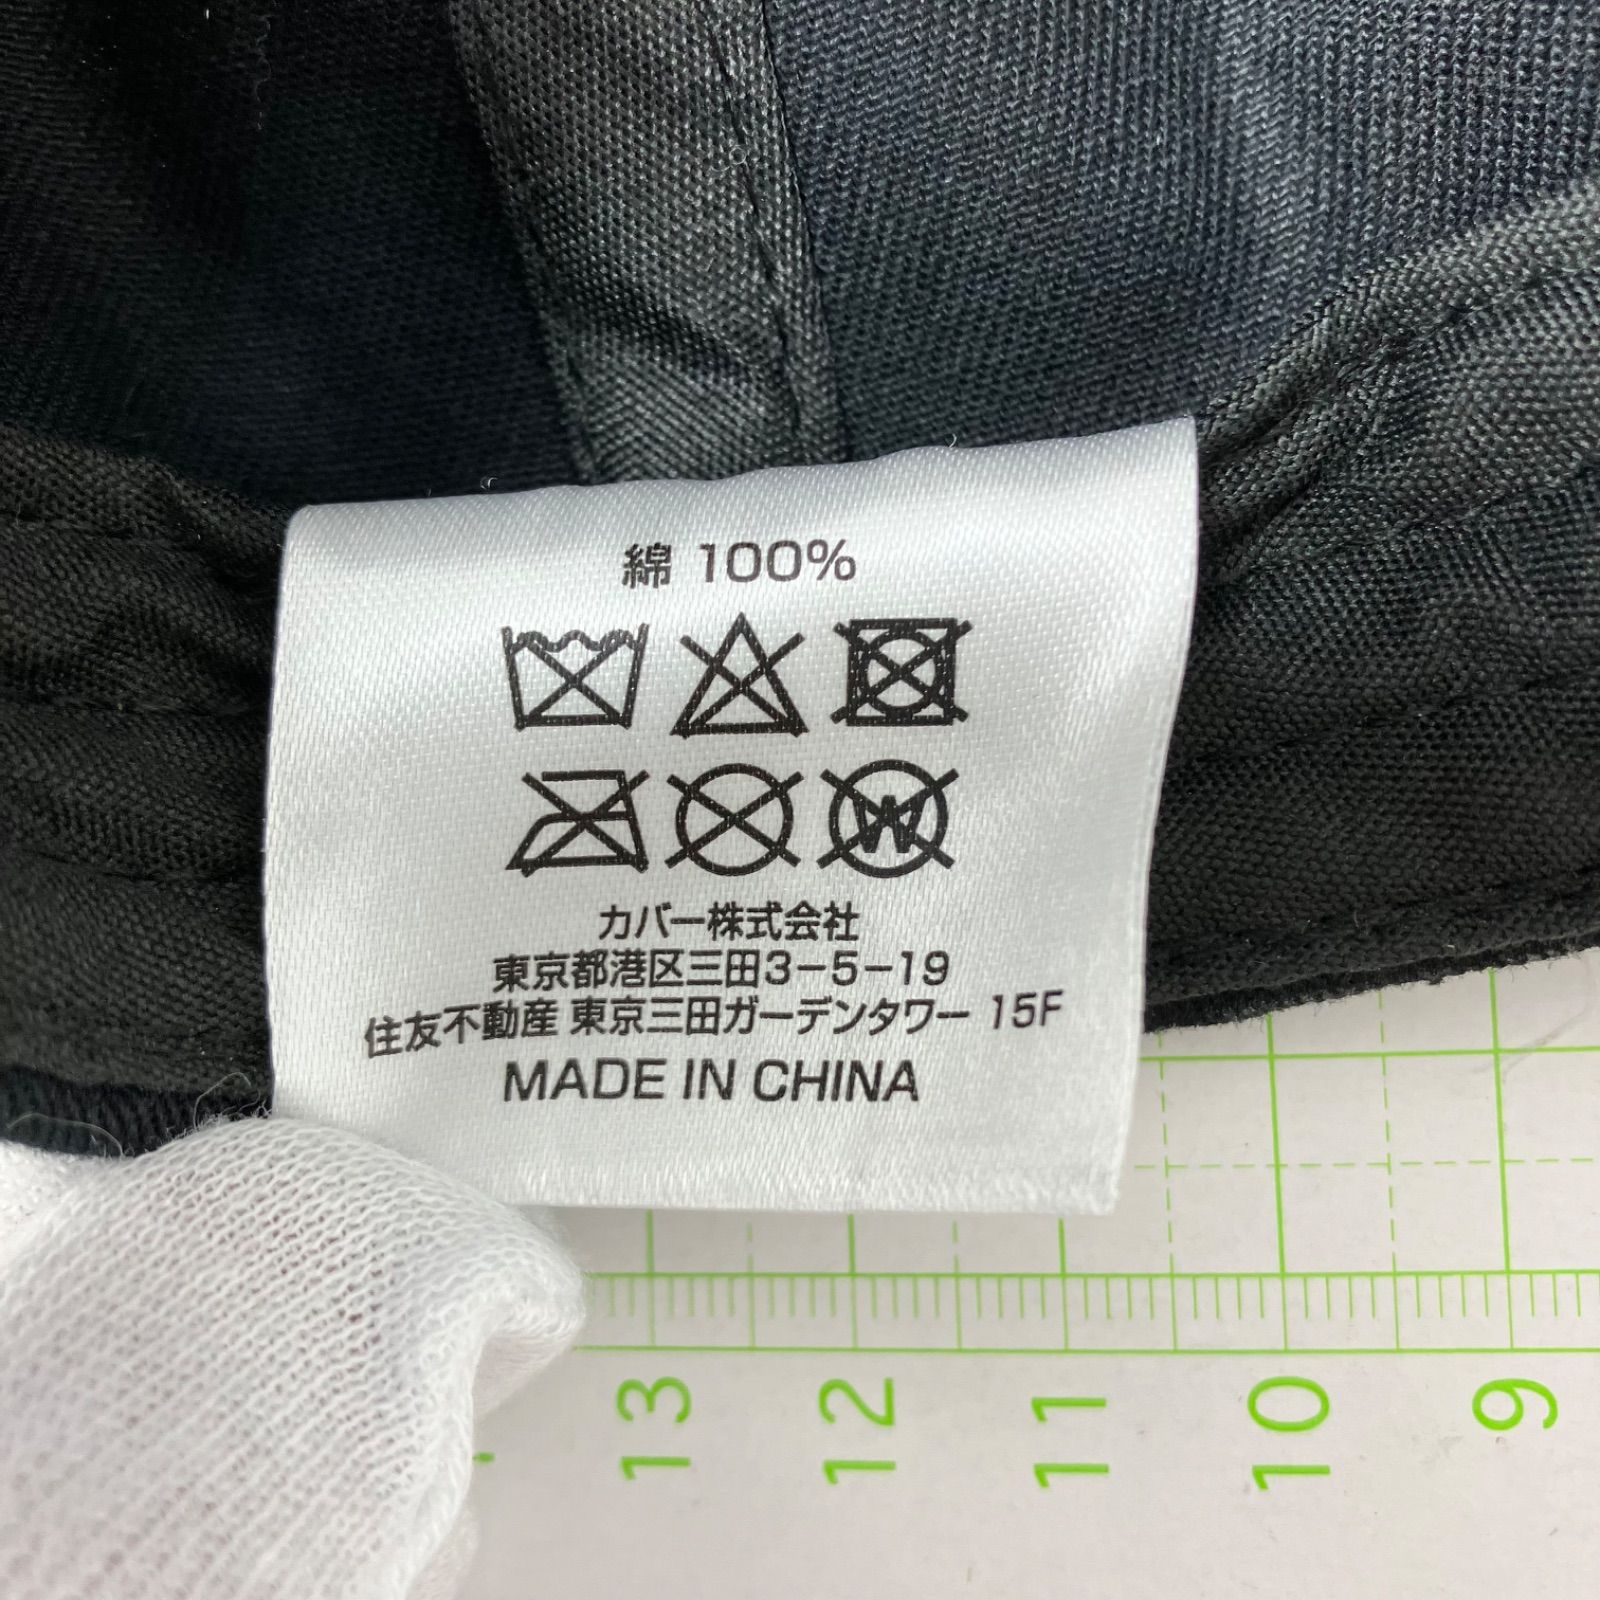 綿 100%
W
カバー株式会社
東京都港区三田3-5-19
住友不動産 東京三田ガーデンタワー 15F
MADE IN CHINA
13
12
11
10
9